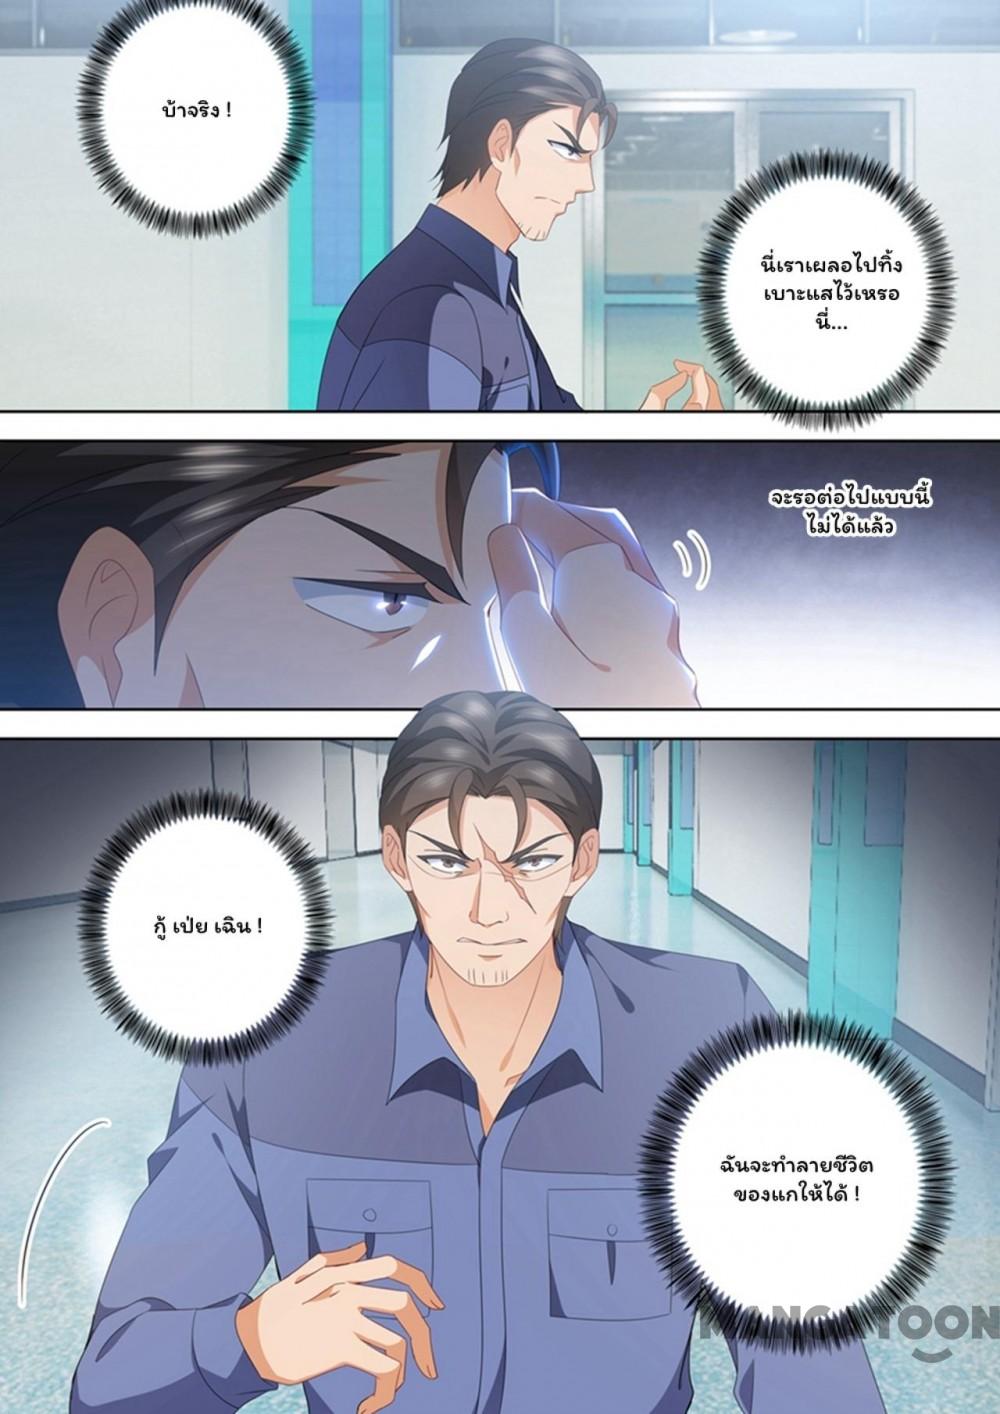 บ้าจริง !
นี่เราเผลอไปทิ้ง
เบาะแสไว้เหรอ
นี่...
จะรอต่อไปแบบนี้
ไม่ได้แล้ว
กู้ เป่ย เฉิน !
ฉันจะทำลายชีวิต
ของแกให้ได้ !
MANGATOON